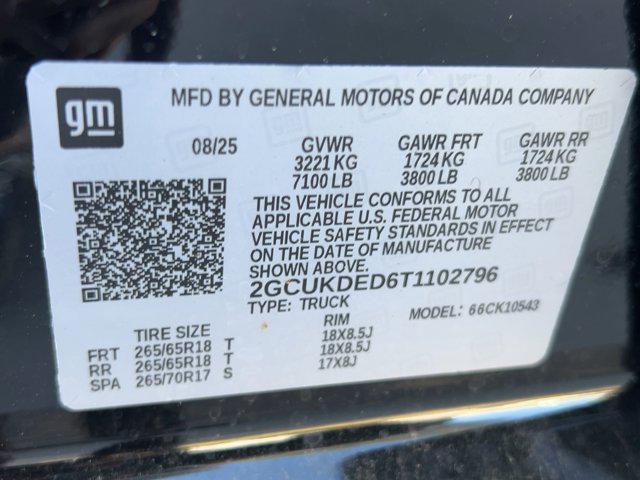 gm
MFD BY GENERAL MOTORS OF CANADA COMPANY
08/25 GVWR GAWR FRT GAWR RR
3221 KG 1724 KG 1724 KG
7100 LB 3800 LB 3800 LB
THIS VEHICLE CONFORMS TO ALL
APPLICABLE U.S. FEDERAL MOTOR
VEHICLE SAFETY STANDARDS IN EFFECT
ON THE DATE OF MANUFACTURE
SHOWN ABOVE.
2GCUKDED6T1102796
TYPE: TRUCK MODEL: 66CK10543
TIRE SIZE RIM
FRT 265/65R18 T 18X8.5J
RR 265/65R18 T 18X8.5J
SPA 265/70R17 S 17X8J